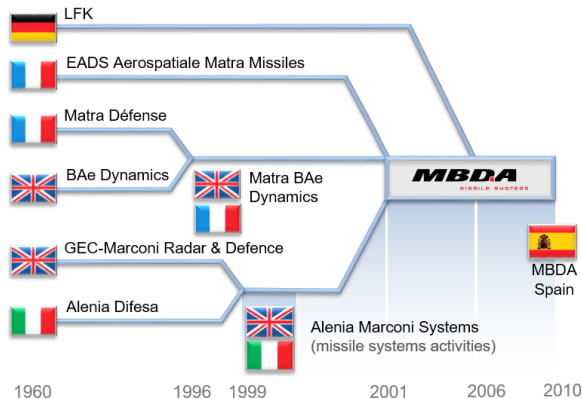 LFK
EADS Aerospatiale Matra Missiles
Matra Défense
BAe Dynamics
Matra BAe
Dynamics
MBDA
MISSILE SYSTEMS
GEC-Marconi Radar & Defence
MBDA
Spain
Alenia Difesa
Alenia Marconi Systems
(missile systems activities)
1960 1996 1999 2001 2006 2010